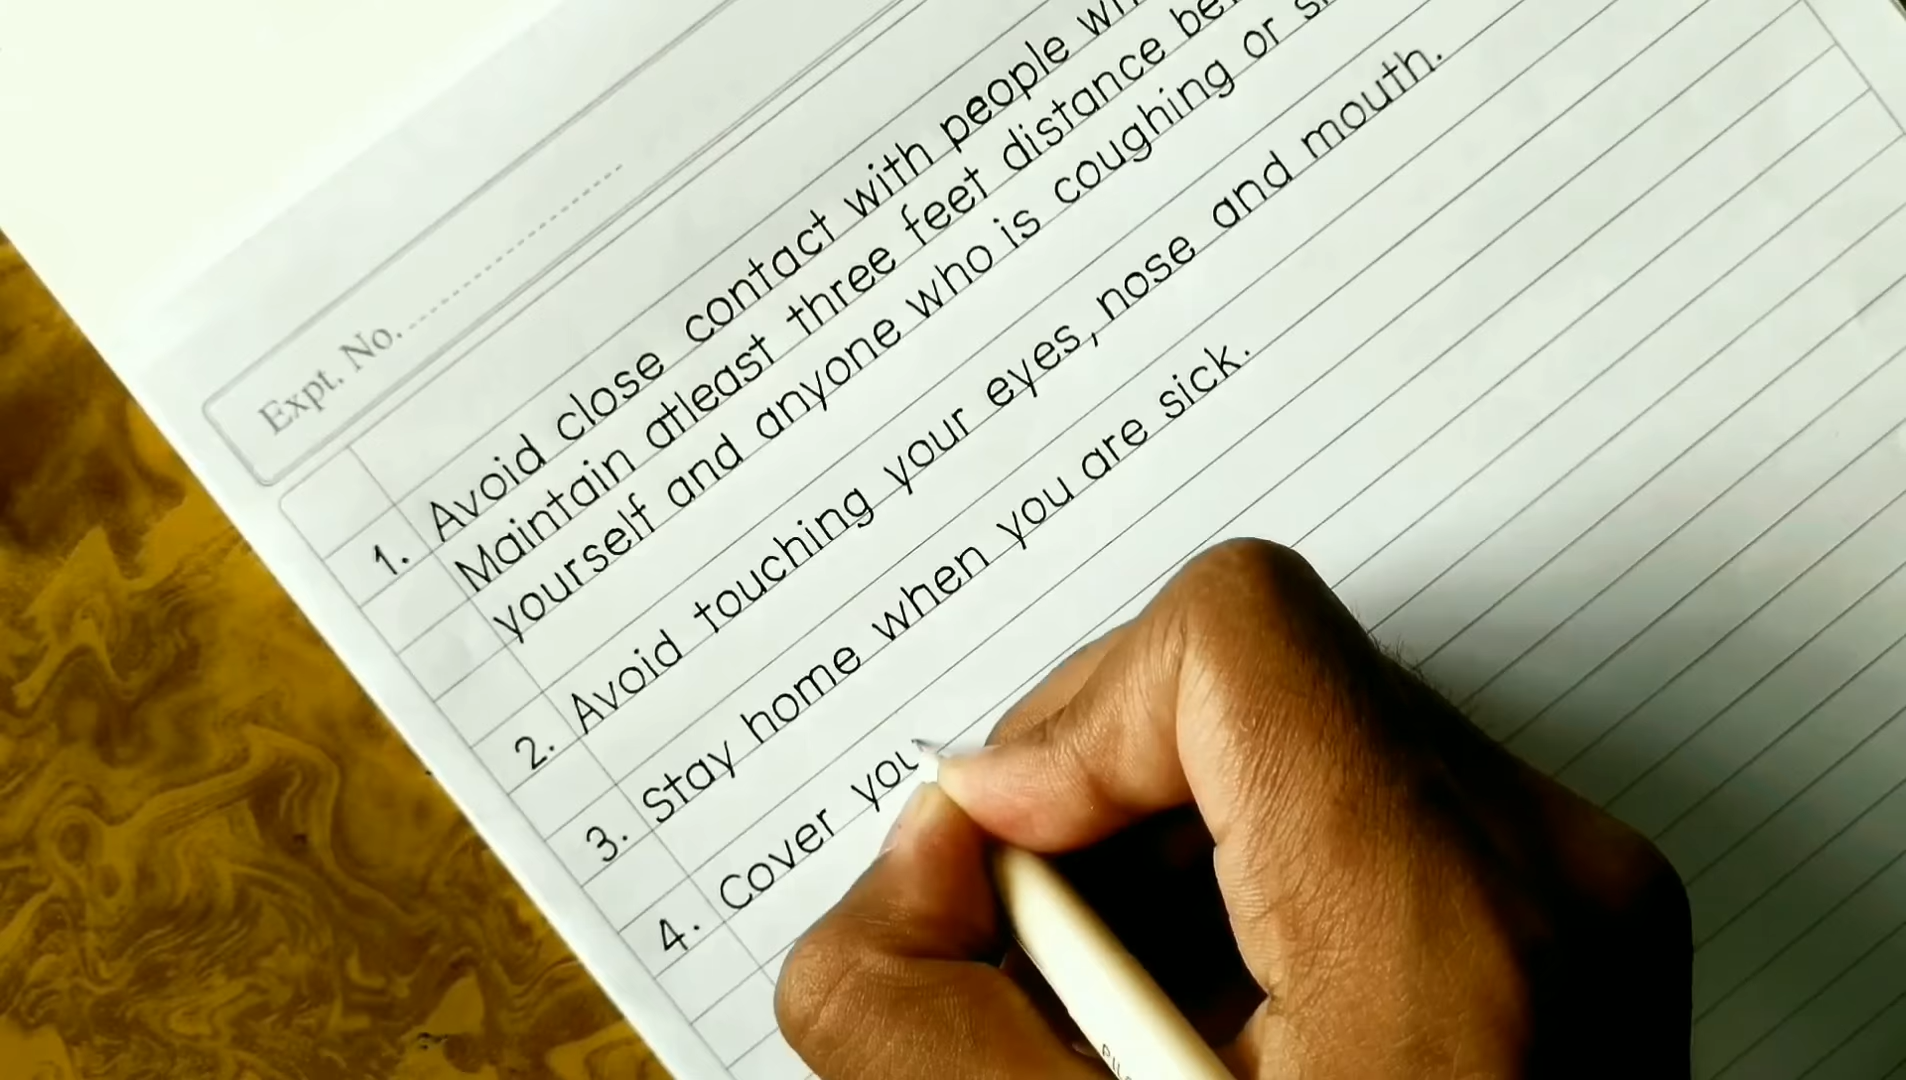 Expt. No.
1. Avoid close contact with people
Maintain atleast three feet distance
yourself and anyone who is coughing or
2. Avoid touching your eyes, nose and mouth.
3. Stay home when you are sick.
4. Cover you